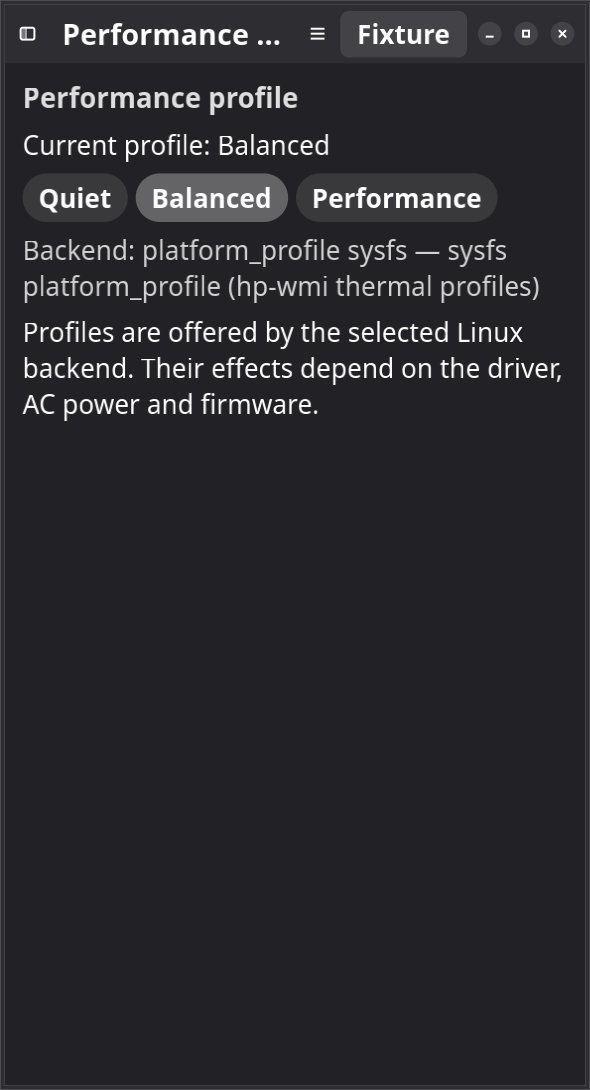 Performance ...
Fixture
Performance profile
Current profile: Balanced
Quiet Balanced Performance
Backend: platform_profile sysfs — sysfs
platform_profile (hp-wmi thermal profiles)
Profiles are offered by the selected Linux
backend. Their effects depend on the driver,
AC power and firmware.